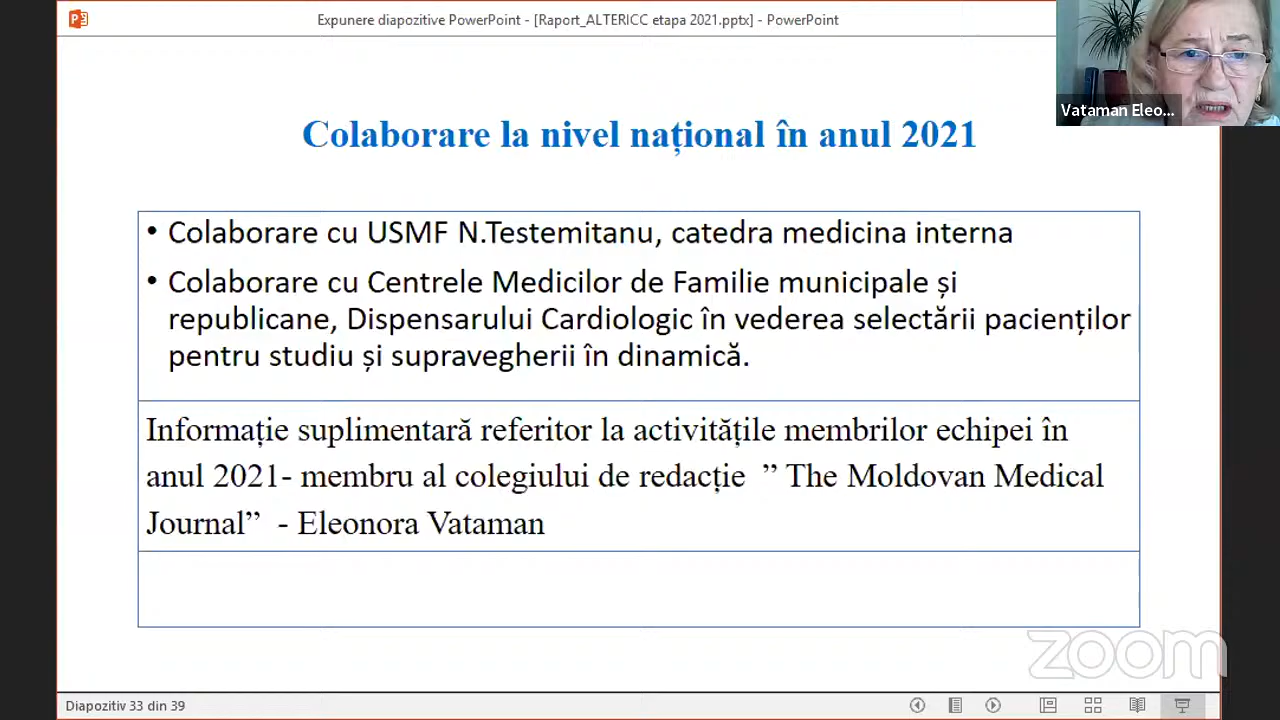 Expunere diapozitive PowerPoint - [Raport_ALTERICC etapa 2021.pptx] - PowerPoint
Vataman Eleo...
Colaborare la nivel național în anul 2021
• Colaborare cu USMF N.Testemitanu, catedra medicina interna
• Colaborare cu Centrele Medicilor de Familie municipale și
republicane, Dispensarului Cardiologic în vederea selectării pacienților
pentru studiu și supravegherii în dinamică.
Informație suplimentară referitor la activitățile membrilor echipei în
anul 2021- membru al colegiului de redacție ” The Moldovan Medical
Journal” - Eleonora Vataman
zoom
Diapozitiv 33 din 39